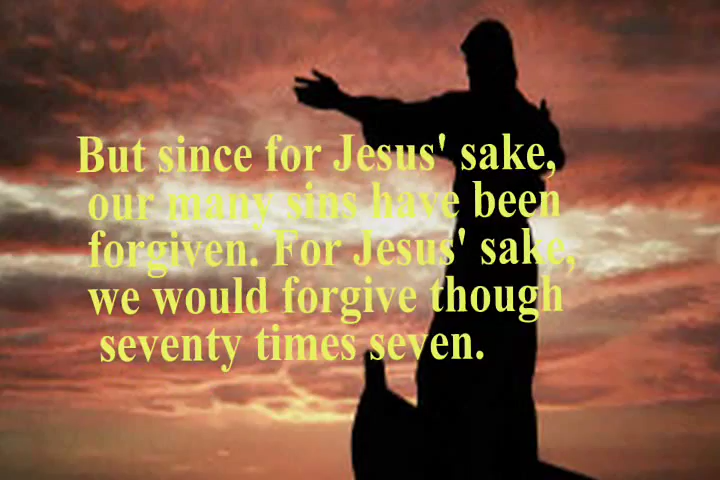 But since for Jesus' sake,
our many sins have been
forgiven. For Jesus' sake,
we would forgive though
seventy times seven.